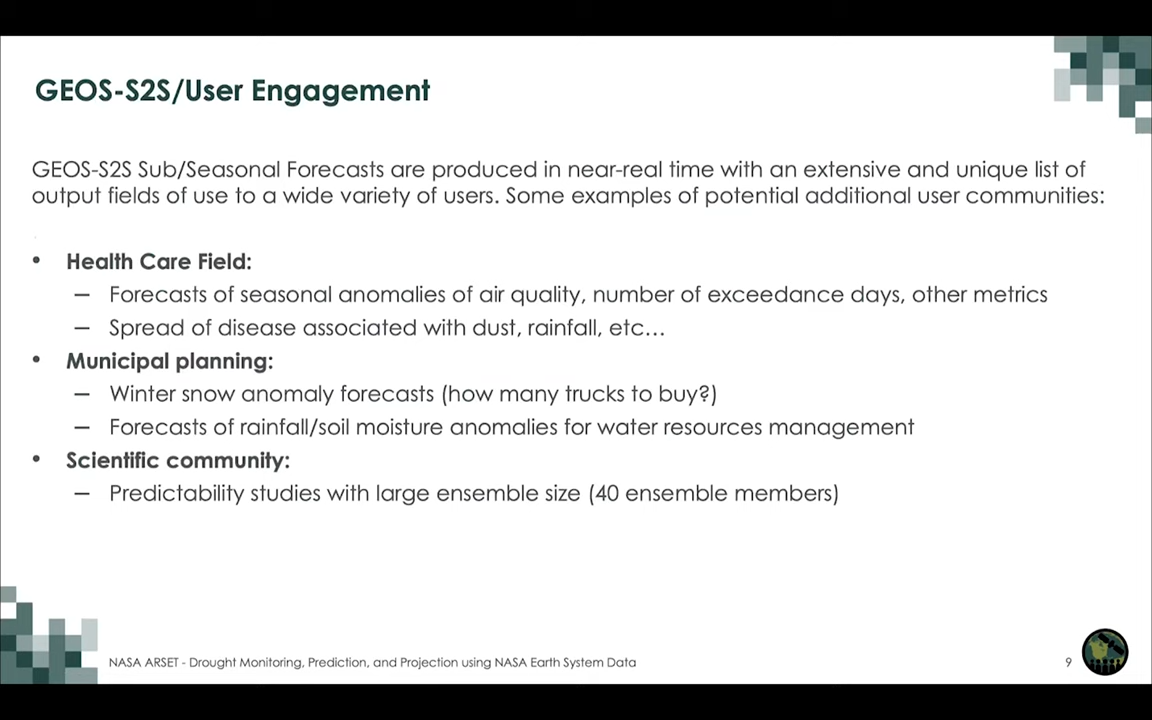 GEOS-S2S/User Engagement
GEOS-S2S Sub/Seasonal Forecasts are produced in near-real time with an extensive and unique list of
output fields of use to a wide variety of users. Some examples of potential additional user communities:
• Health Care Field:
– Forecasts of seasonal anomalies of air quality, number of exceedance days, other metrics
– Spread of disease associated with dust, rainfall, etc…
• Municipal planning:
– Winter snow anomaly forecasts (how many trucks to buy?)
– Forecasts of rainfall/soil moisture anomalies for water resources management
• Scientific community:
– Predictability studies with large ensemble size (40 ensemble members)
NASA ARSET - Drought Monitoring, Prediction, and Projection using NASA Earth System Data
9